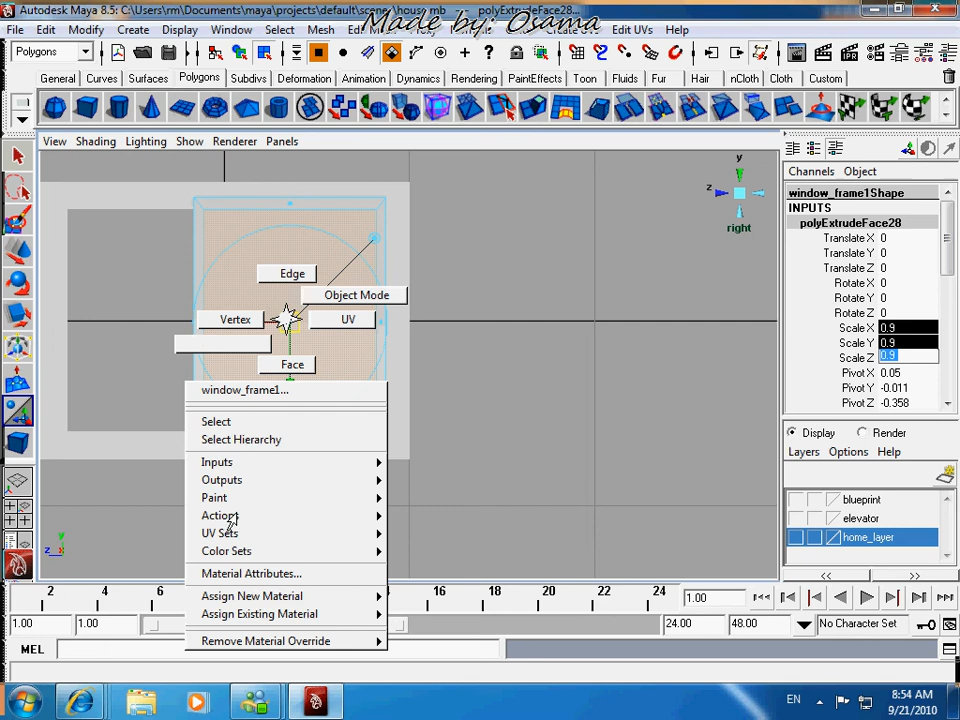 Autodesk Maya 8.5: C:\Users\rm\Documents\maya\projects\default\scene
house.mb --- polyExtrudeFace28...
Made by: Osama
File Edit Modify Create Display Window Select Mesh Edit UVs Help
Polygons
General Curves Surfaces Polygons Subdivs Deformation Animation Dynamics Rendering PaintEffects Toon Fluids Fur Hair nCloth Cloth Custom
View Shading Lighting Show Renderer Panels
Channels Object
window_frame1Shape
INPUTS
polyExtrudeFace28
Translate X 0
Translate Y 0
Translate Z 0
Rotate X 0
Rotate Y 0
Rotate Z 0
Scale X 0.9
Scale Y 0.9
Scale Z 0.9
Pivot X 0.05
Pivot Y -0.011
Pivot Z -0.358
y
z
right
Edge
Object Mode
Vertex
UV
Face
window_frame1...
Select
Select Hierarchy
Inputs
Outputs
Paint
Actions
UV Sets
Color Sets
Material Attributes...
Assign New Material
Assign Existing Material
Remove Material Override
Display Render
Layers Options Help
blueprint
elevator
home_layer
y
z x
<< >>
2 4 6 16 18 20 22 24 1.00
1.00 1.00 24.00 48.00 No Character Set
MEL
EN 8:54 AM
9/21/2010